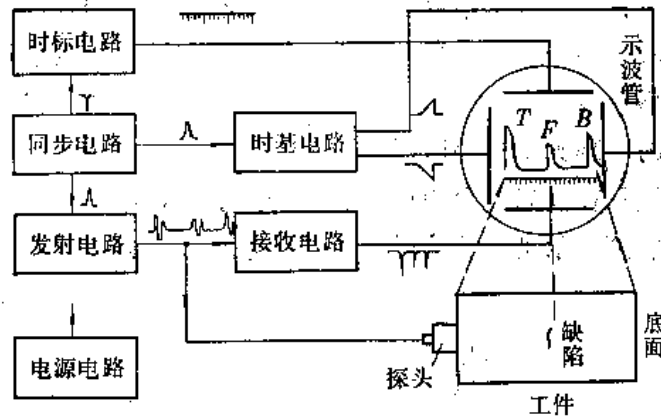 时标电路
示波管
T F B
同步电路
时基电路
发射电路
接收电路
电源电路
探头
缺陷
底面
工件